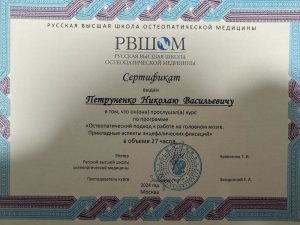 РУССКАЯ ВЫСШАЯ ШКОЛА ОСТЕОПАТИЧЕСКОЙ МЕДИЦИНЫ
РВШОМ
РУССКАЯ ВЫСШАЯ ШКОЛА
ОСТЕОПАТИЧЕСКОЙ МЕДИЦИНЫ
Сертификат
выдан
Петруненко Николаю Васильевичу
в том, что он(она) прослушал(а) курс
по программе
«Остеопатический подход к работе на головном мозге.
Прикладные аспекты энцефалических фиксаций»
в объеме 27 часов
Ректор
Русской высшей школы
остеопатической медицины
Т. И.
Преподаватель курса
Е. А.
2024 год
Москва